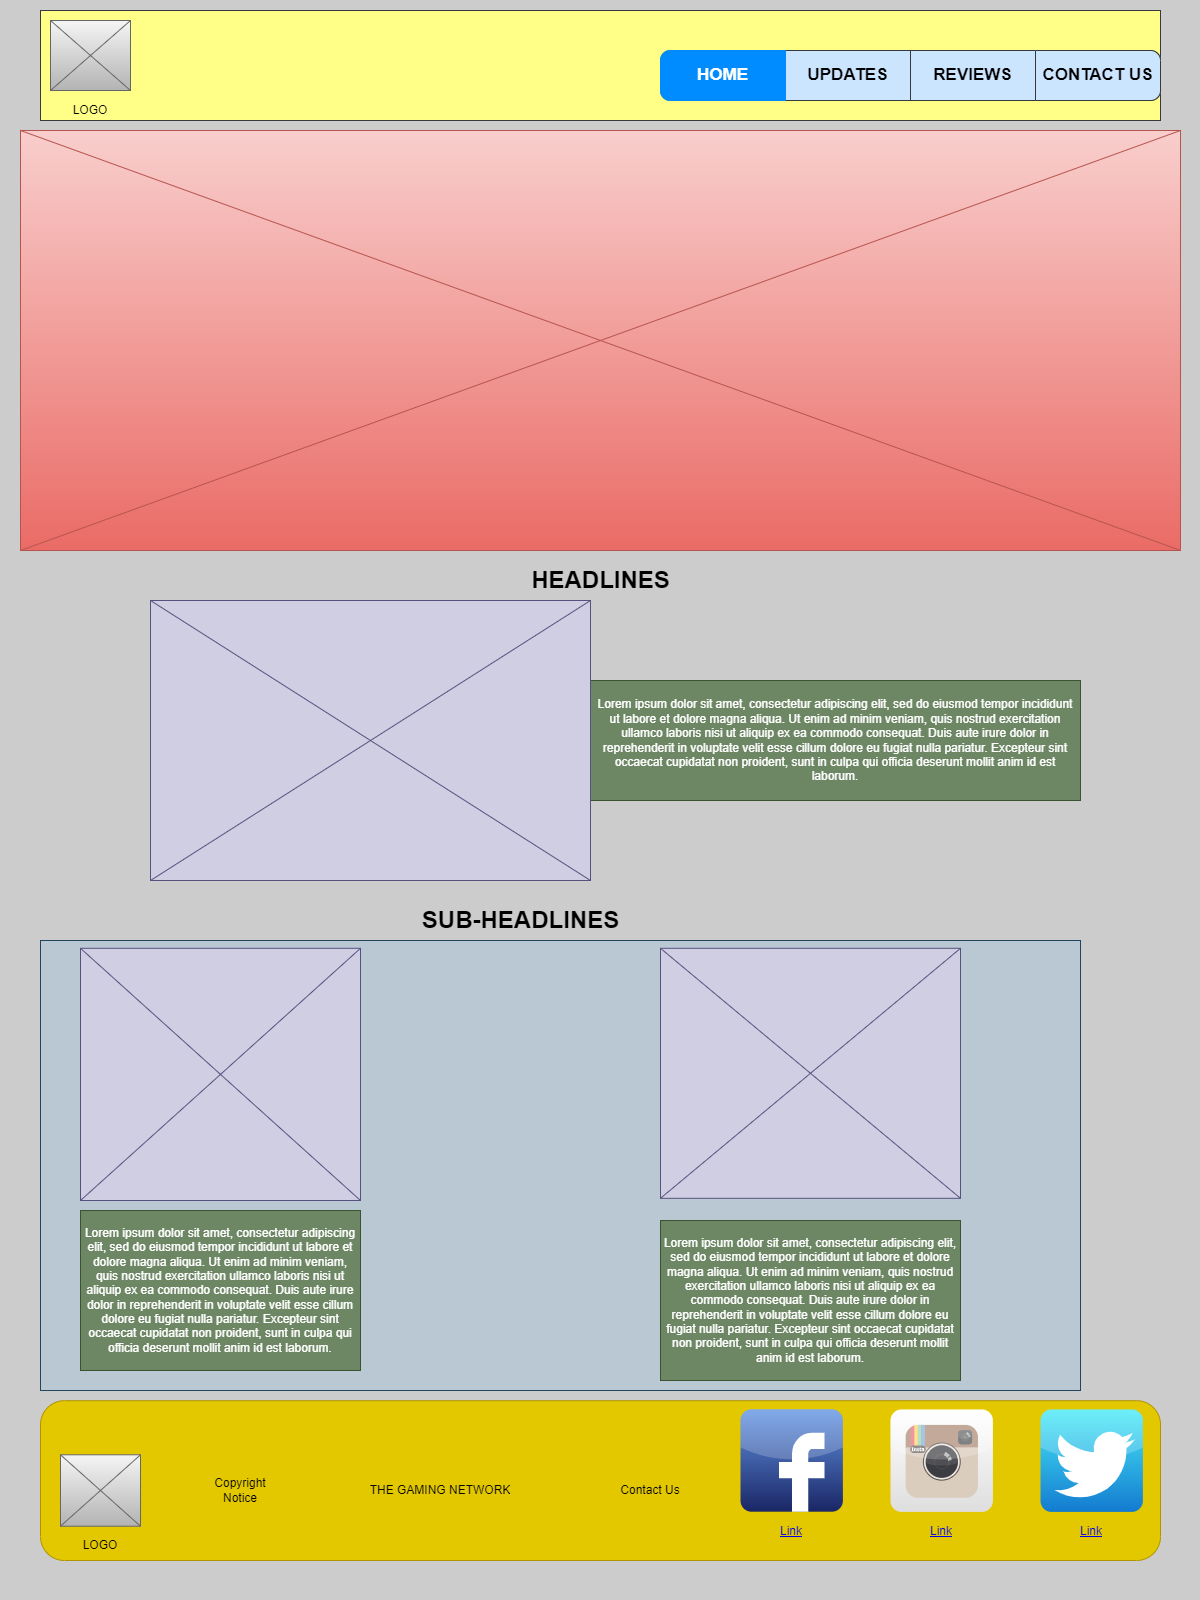 LOGO
HOME
UPDATES
REVIEWS
CONTACT US
HEADLINES
Lorem ipsum dolor sit amet, consectetur adipiscing elit, sed do eiusmod tempor incididunt
ut labore et dolore magna aliqua. Ut enim ad minim veniam, quis nostrud exercitation
ullamco laboris nisi ut aliquip ex ea commodo consequat. Duis aute irure dolor in
reprehenderit in voluptate velit esse cillum dolore eu fugiat nulla pariatur. Excepteur sint
occaecat cupidatat non proident, sunt in culpa qui officia deserunt mollit anim id est
laborum.
SUB-HEADLINES
Lorem ipsum dolor sit amet, consectetur adipiscing
elit, sed do eiusmod tempor incididunt ut labore et
dolore magna aliqua. Ut enim ad minim veniam,
quis nostrud exercitation ullamco laboris nisi ut
aliquip ex ea commodo consequat. Duis aute irure
dolor in reprehenderit in voluptate velit esse cillum
dolore eu fugiat nulla pariatur. Excepteur sint
occaecat cupidatat non proident, sunt in culpa qui
officia deserunt mollit anim id est laborum.
Lorem ipsum dolor sit amet, consectetur adipiscing elit,
sed do eiusmod tempor incididunt ut labore et dolore
magna aliqua. Ut enim ad minim veniam, quis nostrud
exercitation ullamco laboris nisi ut aliquip ex ea
commodo consequat. Duis aute irure dolor in
reprehenderit in voluptate velit esse cillum dolore eu
fugiat nulla pariatur. Excepteur sint occaecat cupidatat
non proident, sunt in culpa qui officia deserunt mollit
anim id est laborum.
LOGO
Copyright
Notice
THE GAMING NETWORK
Contact Us
f
Insta
Link
Link
Link